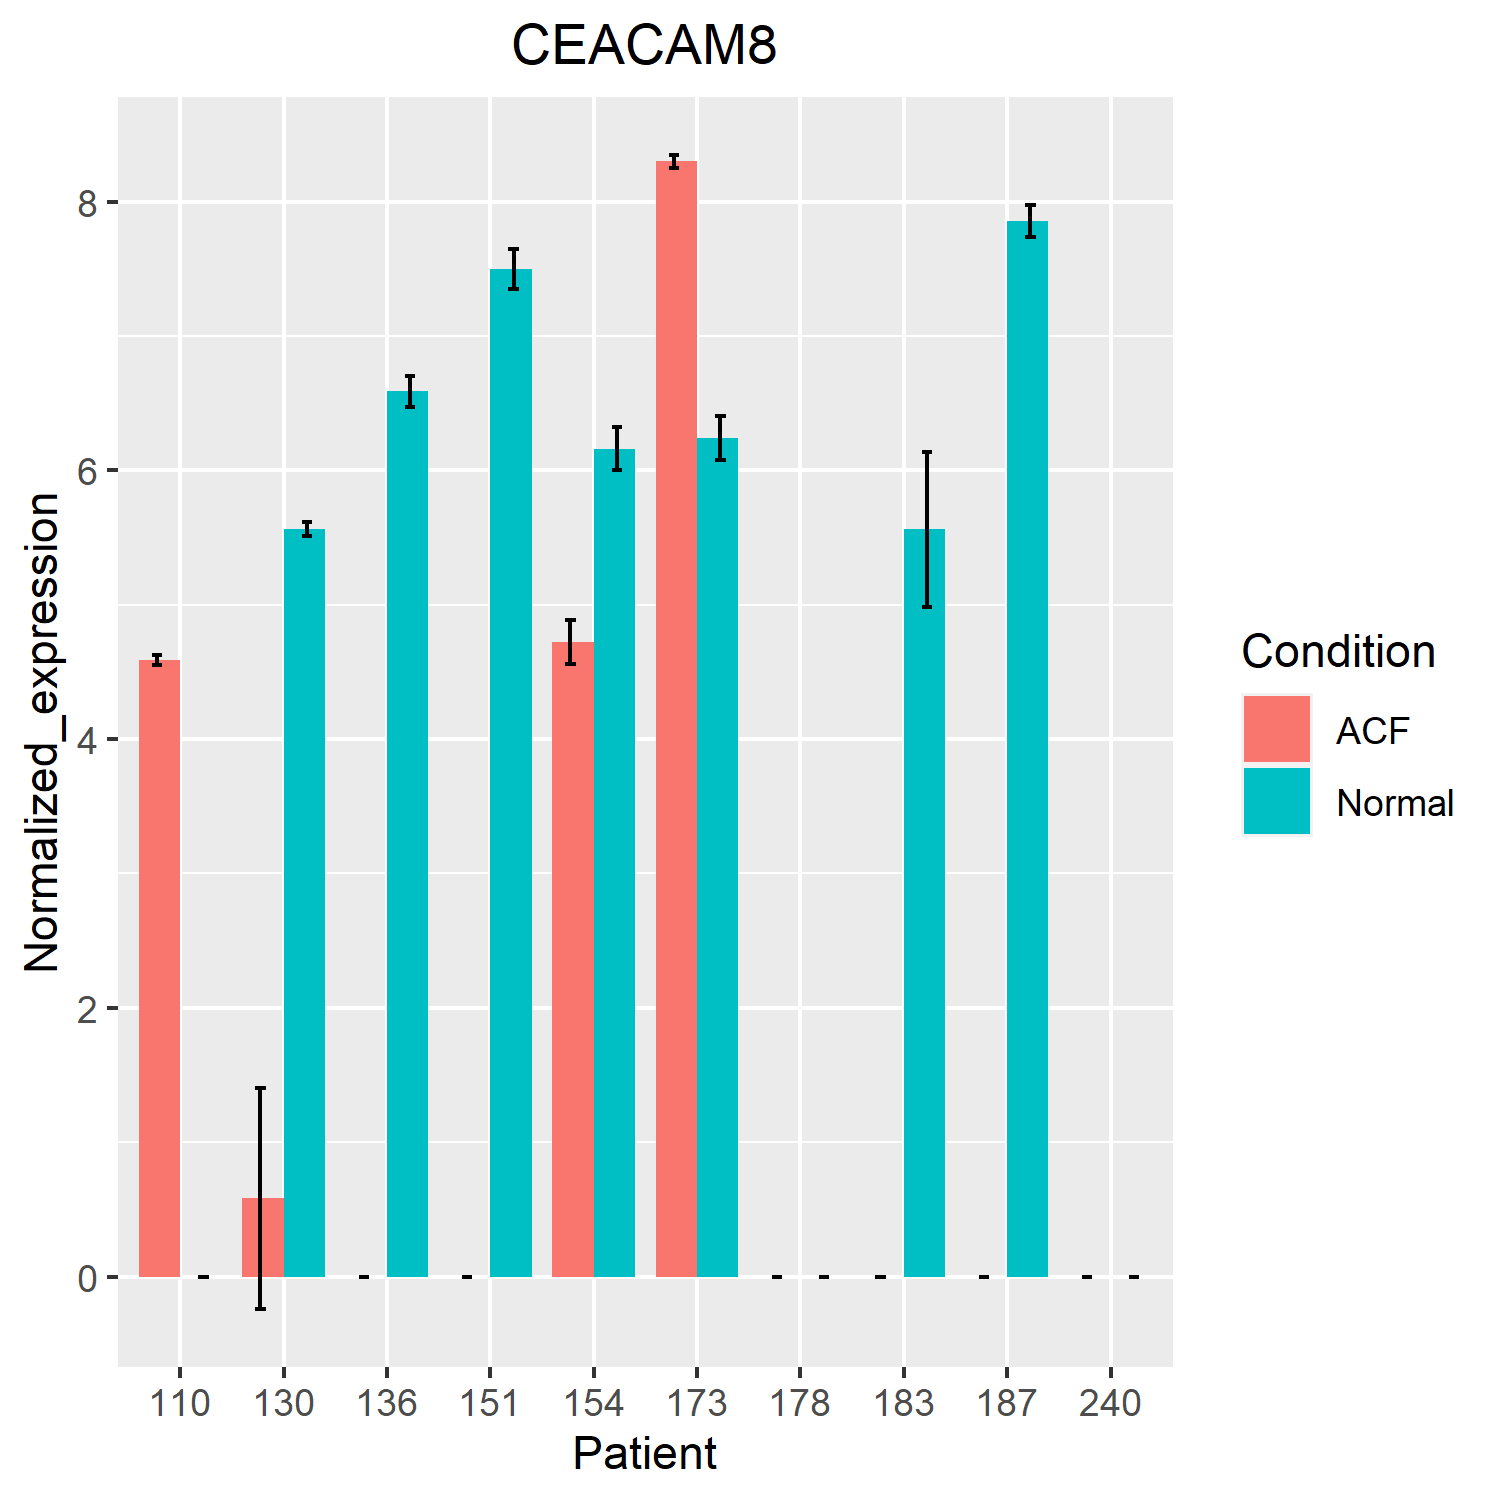 CEACAM8
Normalized_expression
8
6
4
2
0
110 130 136 151 154 173 178 183 187 240
Patient
Condition
ACF
Normal